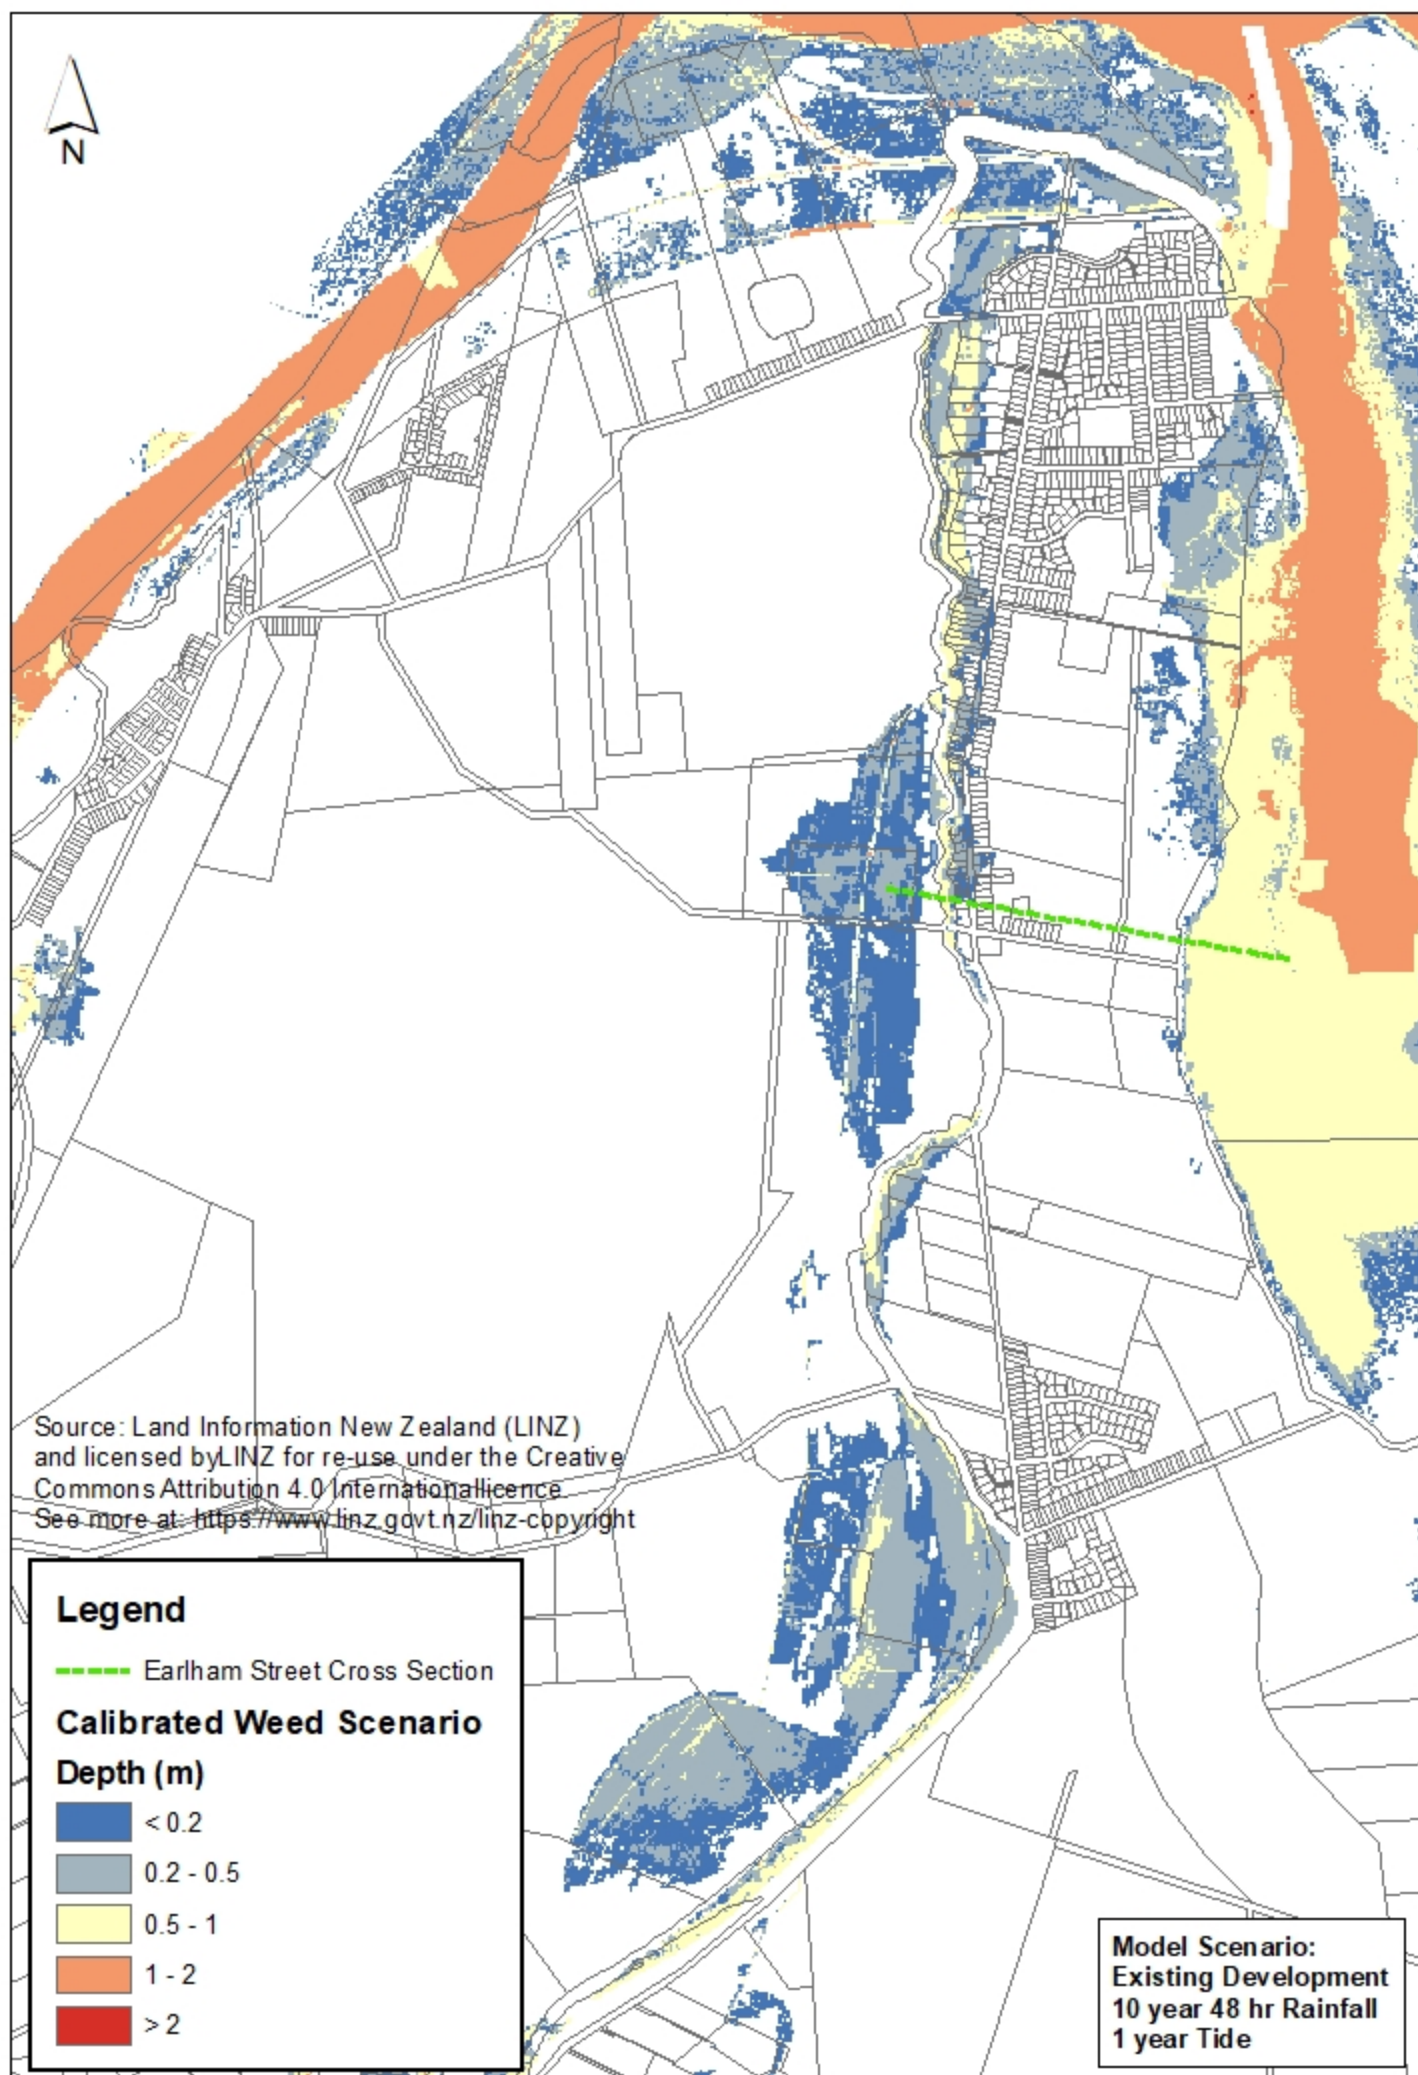 N
Source: Land Information New Zealand (LINZ)
and licensed byLINZ for re-use under the Creative
Commons Attribution 4.0 Internationallicence.
See more at: https://www.linz.govt.nz/linz-copyright
Legend
Earlham Street Cross Section
Calibrated Weed Scenario
Depth (m)
< 0.2
0.2 - 0.5
0.5 - 1
1 - 2
> 2
Model Scenario:
Existing Development
10 year 48 hr Rainfall
1 year Tide